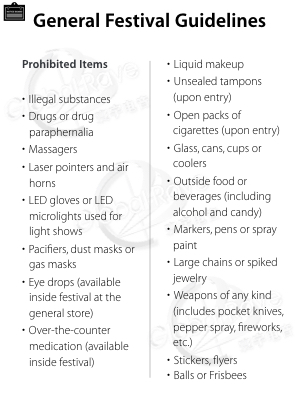 General Festival Guidelines
Prohibited Items
• Illegal substances
• Drugs or drug
paraphernalia
• Massagers
• Laser pointers and air
horns
• LED gloves or LED
microlights used for
light shows
• Pacifiers, dust masks or
gas masks
• Eye drops (available
inside festival at the
general store)
• Over-the-counter
medication (available
inside festival)
• Liquid makeup
• Unsealed tampons
(upon entry)
• Open packs of
cigarettes (upon entry)
• Glass, cans, cups or
coolers
• Outside food or
beverages (including
alcohol and candy)
• Markers, pens or spray
paint
• Large chains or spiked
jewelry
• Weapons of any kind
(includes pocket knives,
pepper spray, fireworks,
etc.)
• Stickers, flyers
• Balls or Frisbees